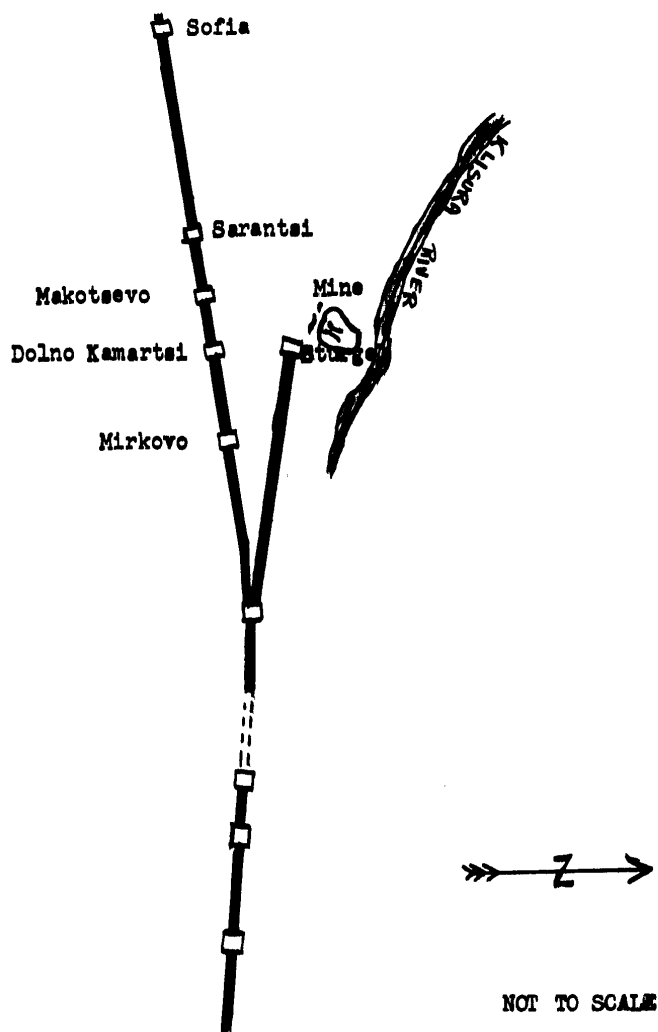 Sofia
KLISURA RIVER
Sarantsi
Mine
Makotsevo
Dolno Kamartsi
Mirkovo
N
NOT TO SCALE